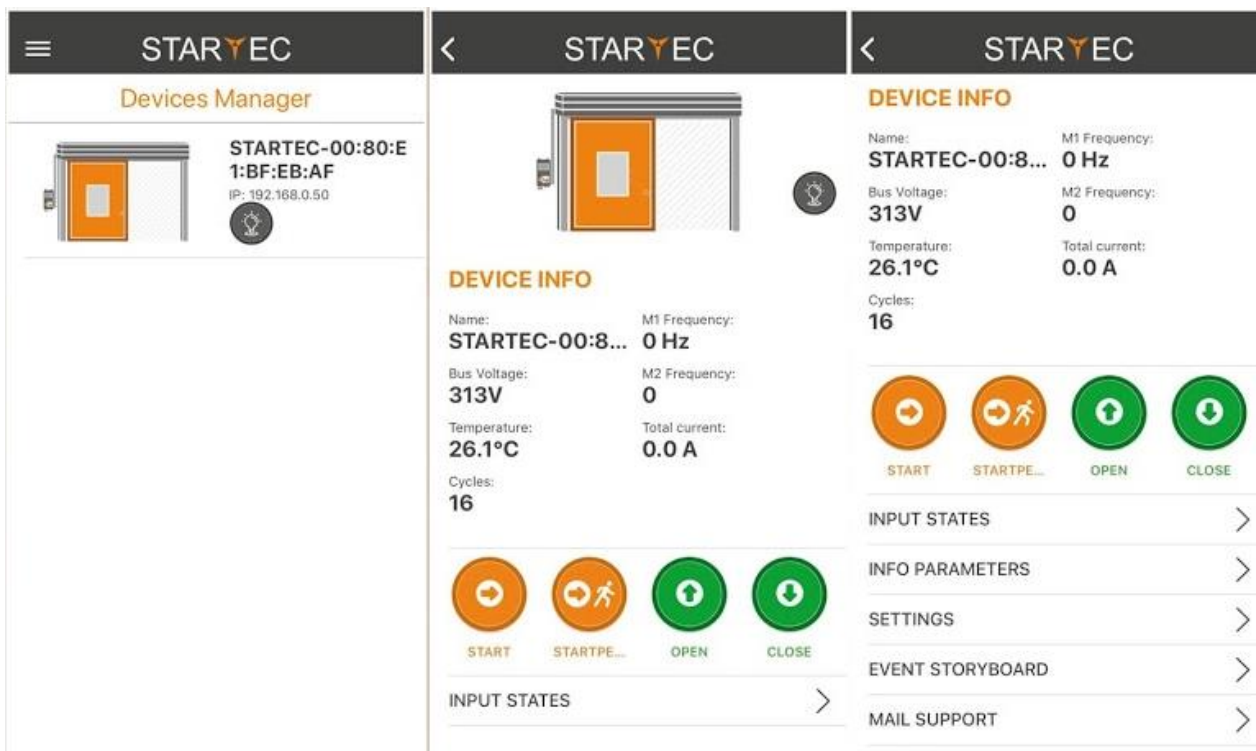 STARTEC
Devices Manager
STARTEC-00:80:E
1:BF:EB:AF
IP: 192.168.0.50
STARTEC
DEVICE INFO
Name: M1 Frequency:
STARTEC-00:8... 0 Hz
Bus Voltage: M2 Frequency:
313V 0
Temperature: Total current:
26.1°C 0.0 A
Cycles:
16
START STARTPE... OPEN CLOSE
INPUT STATES
STARTEC
DEVICE INFO
Name: M1 Frequency:
STARTEC-00:8... 0 Hz
Bus Voltage: M2 Frequency:
313V 0
Temperature: Total current:
26.1°C 0.0 A
Cycles:
16
START STARTPE... OPEN CLOSE
INPUT STATES
INFO PARAMETERS
SETTINGS
EVENT STORYBOARD
MAIL SUPPORT